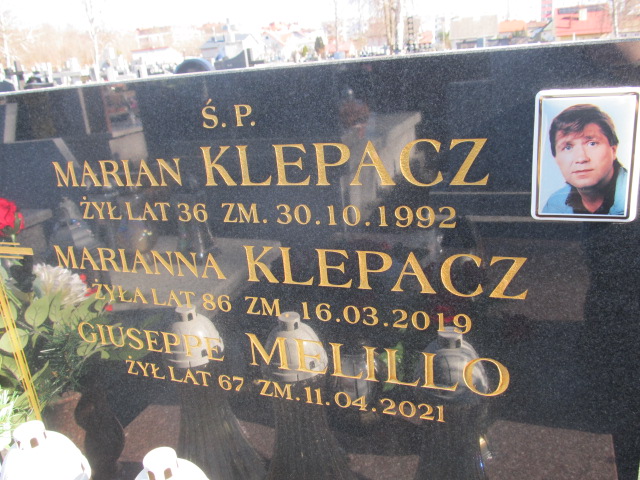 Ś. P.
MARIAN KLEPACZ
ŻYŁ LAT 36 ZM. 30.10.1992
MARIANNA KLEPACZ
ŻYŁA LAT 86 ZM 16.03.2019
GIUSEPPE MELILLO
ŻYŁ LAT 67 ZM. 11.04.2021